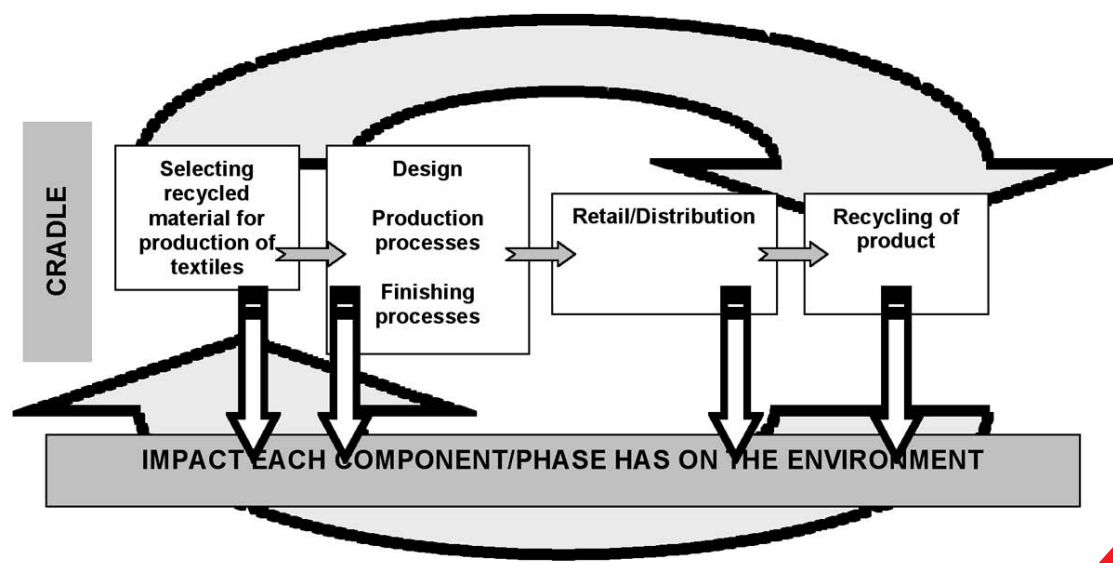 CRADLE
Selecting
recycled
material for
production of
textiles
Design
Production
processes
Finishing
processes
Retail/Distribution
Recycling of
product
IMPACT EACH COMPONENT/PHASE HAS ON THE ENVIRONMENT